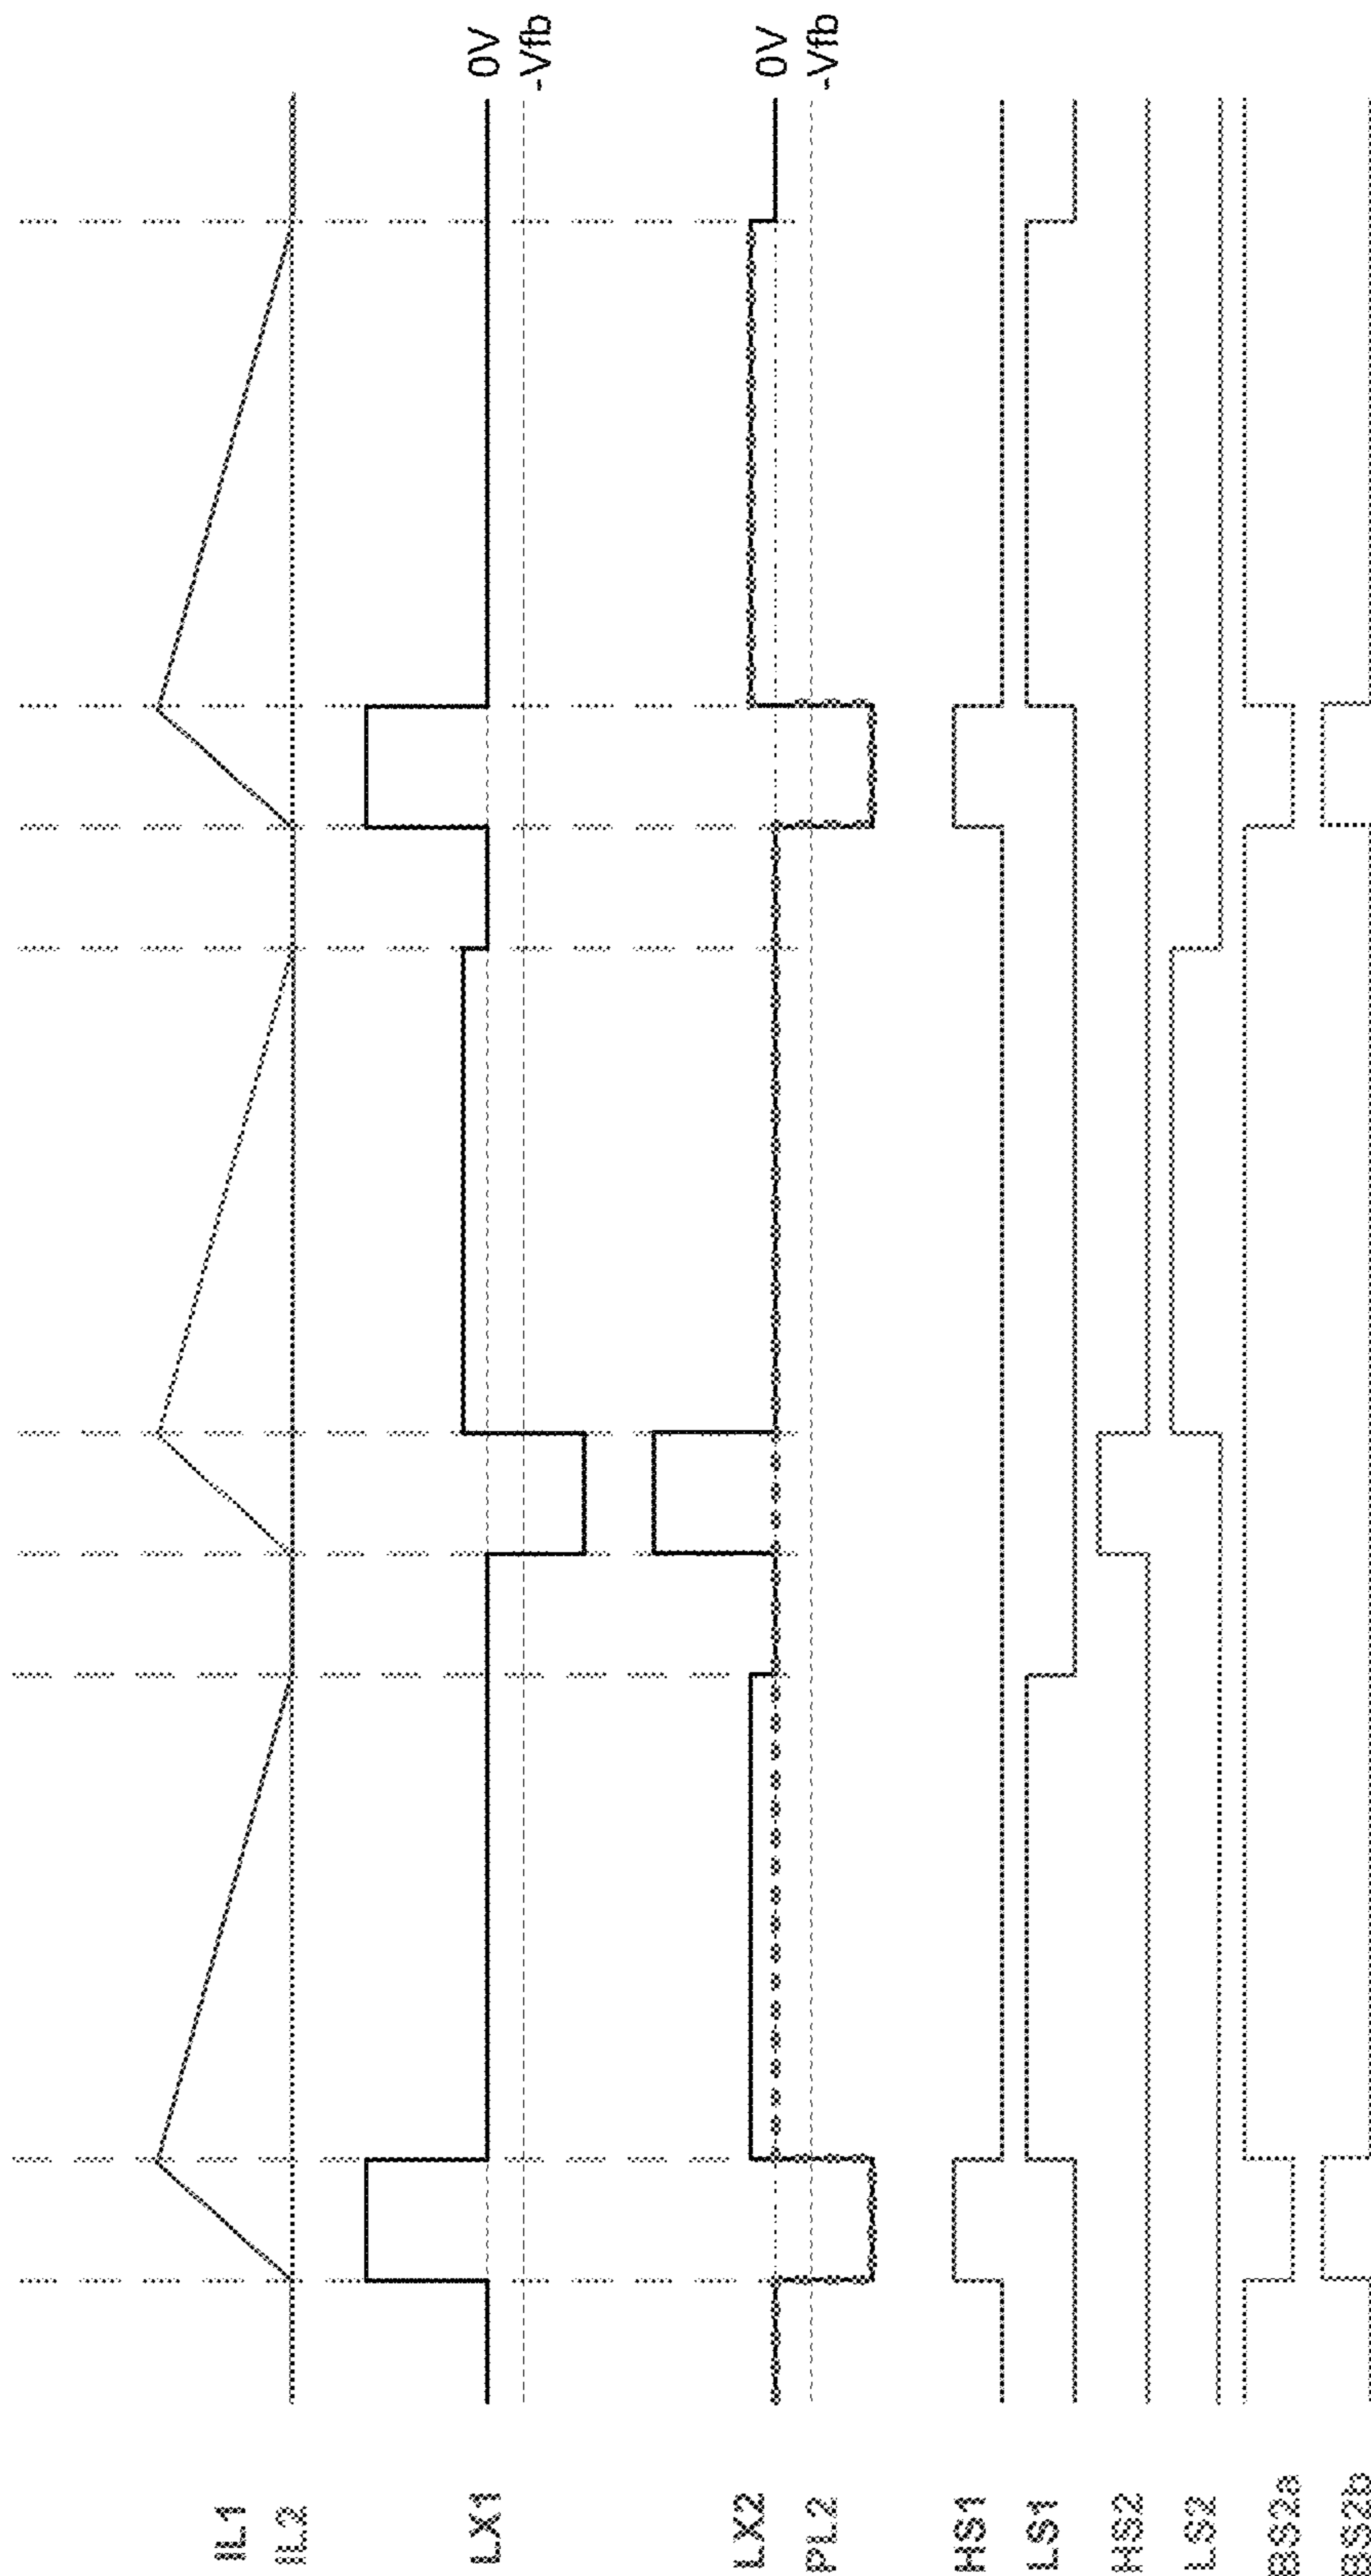 IL1
IL2
LX1
0V
-Vfb
LX2
PL2
0V
-Vfb
HS1
LS1
HS2
LS2
BS2a
BS2b